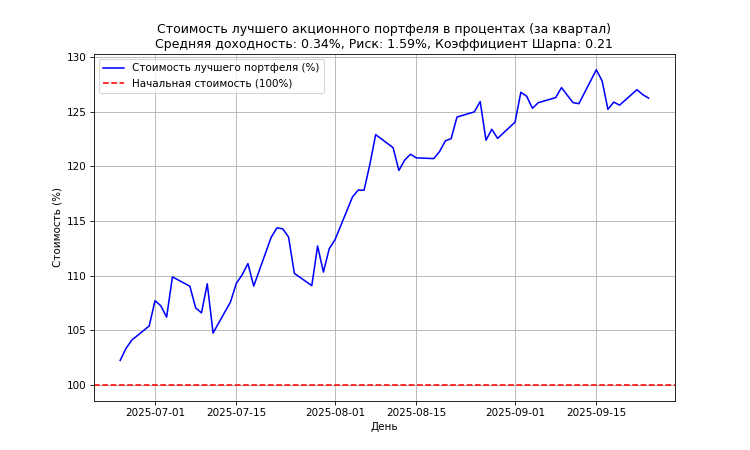 Стоимость лучшего акционного портфеля в процентах (за квартал)
Средняя доходность: 0.34%, Риск: 1.59%, Коэффициент Шарпа: 0.21
Стоимость лучшего портфеля (%)
Начальная стоимость (100%)
Стоимость (%)
130
125
120
115
110
105
100
2025-07-01 2025-07-15 2025-08-01 2025-08-15 2025-09-01 2025-09-15
День